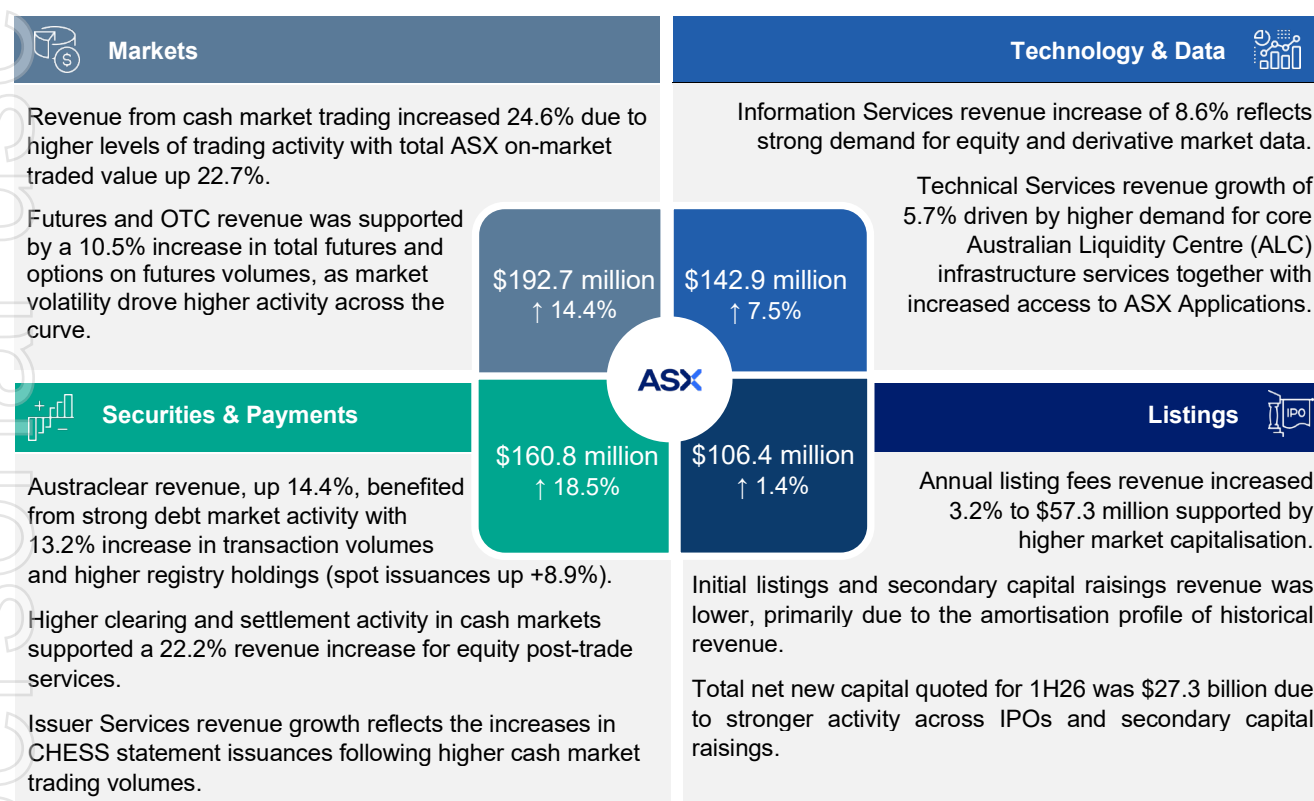 Markets
Revenue from cash market trading increased 24.6% due to
higher levels of trading activity with total ASX on-market
traded value up 22.7%.
Futures and OTC revenue was supported
by a 10.5% increase in total futures and
options on futures volumes, as market
volatility drove higher activity across the
curve.
$192.7 million
↑ 14.4%
Technology & Data
Information Services revenue increase of 8.6% reflects
strong demand for equity and derivative market data.
Technical Services revenue growth of
5.7% driven by higher demand for core
Australian Liquidity Centre (ALC)
infrastructure services together with
increased access to ASX Applications.
$142.9 million
↑ 7.5%
ASX
Securities & Payments
$160.8 million
↑ 18.5%
Austraclear revenue, up 14.4%, benefited
from strong debt market activity with
13.2% increase in transaction volumes
and higher registry holdings (spot issuances up +8.9%).
Higher clearing and settlement activity in cash markets
supported a 22.2% revenue increase for equity post-trade
services.
Issuer Services revenue growth reflects the increases in
CHESS statement issuances following higher cash market
trading volumes.
Listings
IPO
$106.4 million
↑ 1.4%
Annual listing fees revenue increased
3.2% to $57.3 million supported by
higher market capitalisation.
Initial listings and secondary capital raisings revenue was
lower, primarily due to the amortisation profile of historical
revenue.
Total net new capital quoted for 1H26 was $27.3 billion due
to stronger activity across IPOs and secondary capital
raisings.